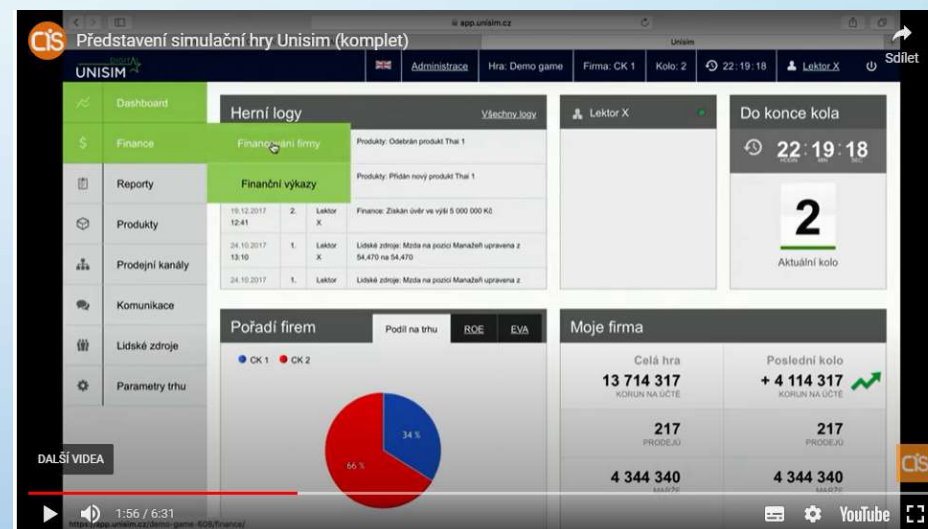 app.unisim.cz
Představení simulační hry Unisim (komplet)
Unisim
Sdílet
DIGITAL
UNISIM
Administrace
Hra: Demo game
Firma: CK 1
Kolo: 2
22:19:18
Lektor X
Dashboard
Finance
Reporty
Produkty
Prodejní kanály
Komunikace
Lidské zdroje
Parametry trhu
Financování firmy
Finanční výkazy
Herní logy
Všechny logy
Produkty: Odebrán produkt Thai 1
Produkty: Přidán nový produkt Thai 1
19.12.2017 2. Lektor Finance: Získán úvěr ve výši 5 000 000 Kč
12:41 X
24.10.2017 1. Lektor Lidské zdroje: Mzda na pozici Manažeři upravena z
13:10 X 54,470 na 54,470
24.10.2017 1. Lektor Lidské zdroje: Mzda na pozici Manažeři upravena z
Lektor X
Do konce kola
22:19:18
HODIN MIN SEC
2
Aktuální kolo
Pořadí firem
Podíl na trhu
ROE
EVA
CK 1 CK 2
34 %
66 %
Moje firma
Celá hra Poslední kolo
13 714 317 + 4 114 317
KORUN NA ÚČTĚ KORUN NA ÚČTĚ
217 217
PRODEJŮ PRODEJŮ
4 344 340 4 344 340
MARŽE MARŽE
DALŠÍ VIDEA
CIS
1:56 / 6:31
YouTube
https://app.unisim.cz/demo-game-608/finance/